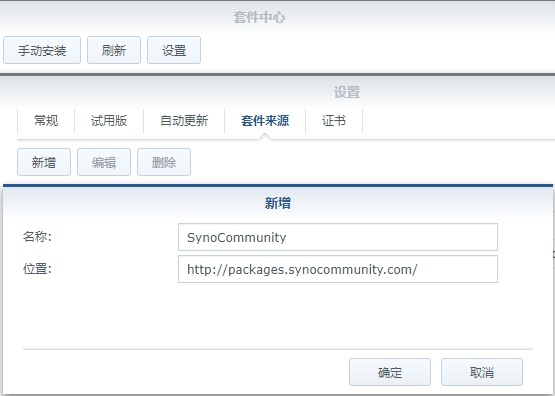 套件中心
手动安装 刷新 设置
设置
常规 试用版 自动更新 套件来源 证书
新增 编辑 删除
新增
名称: SynoCommunity
位置: http://packages.synocommunity.com/
确定 取消